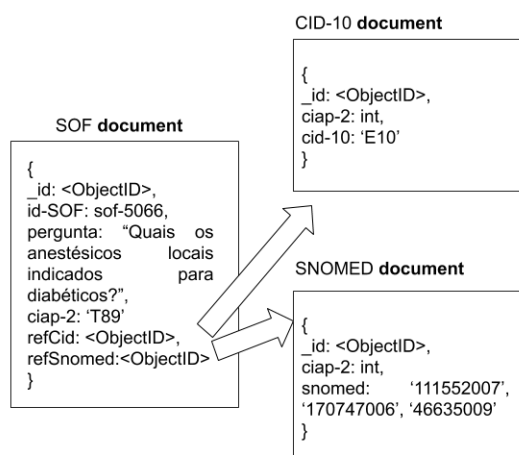 SOF document
{
_id: <ObjectID>,
id-SOF: sof-5066,
pergunta: “Quais os
anestésicos locais
indicados para
diabéticos?”,
ciap-2: ‘T89’
refCid: <ObjectID>,
refSnomed:<ObjectID>
}
CID-10 document
{
_id: <ObjectID>,
ciap-2: int,
cid-10: ‘E10’
}
SNOMED document
{
_id: <ObjectID>,
ciap-2: int,
snomed: ‘111552007’,
‘170747006’, ‘46635009’
}